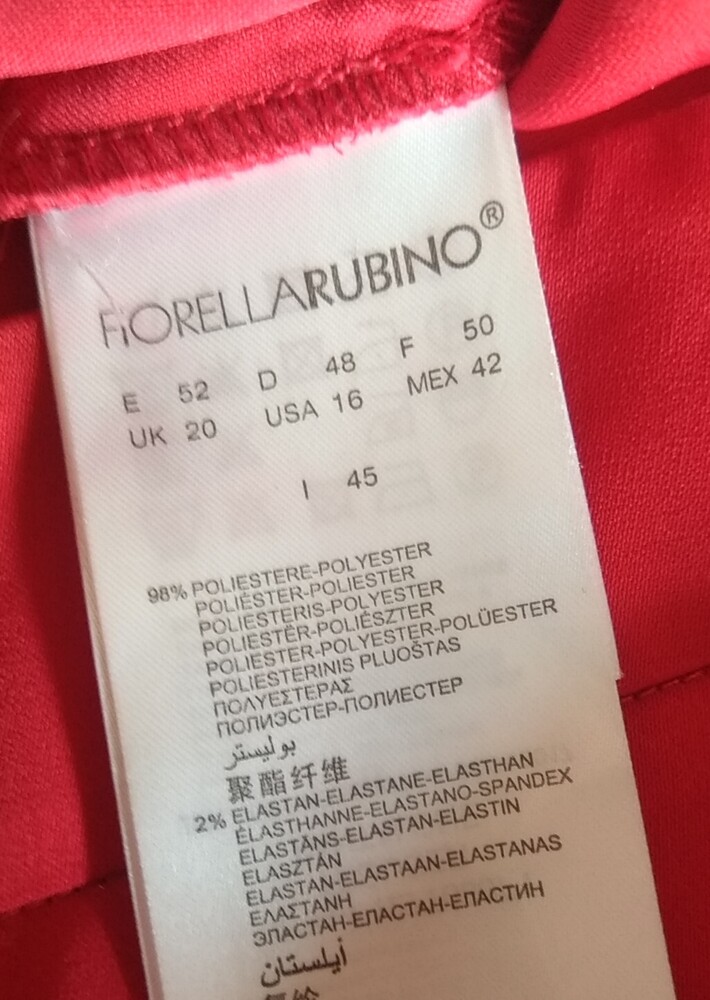 FiORELLARUBINO®
E 52 D 48 F 50
UK 20 USA 16 MEX 42
I 45
98% POLIESTERE-POLYESTER
POLIÉSTER-POLIESTER
POLIESTERIS-POLYESTER
POLIESTĒR-POLIÉSZTER
POLIESTER-POLYESTER-POLÜESTER
POLIESTERINIS PLUOŠTAS
ΠΟΛΥΕΣΤΕΡΑΣ
ПОЛИЭСТЕР-ПОЛИЕСТЕР
بوليستر
聚酯纤维
2% ELASTAN-ELASTANE-ELASTHAN
ÉLASTHANNE-ELASTANO-SPANDEX
ELASTĀNS-ELASTAN-ELASTIN
ELASZTÁN
ELASTAN-ELASTAAN-ELASTANAS
ΕΛΑΣΤΑΝΗ
ЭЛАСТАН-ЕЛАСТАН-ЕЛАСТИН
أيلستان